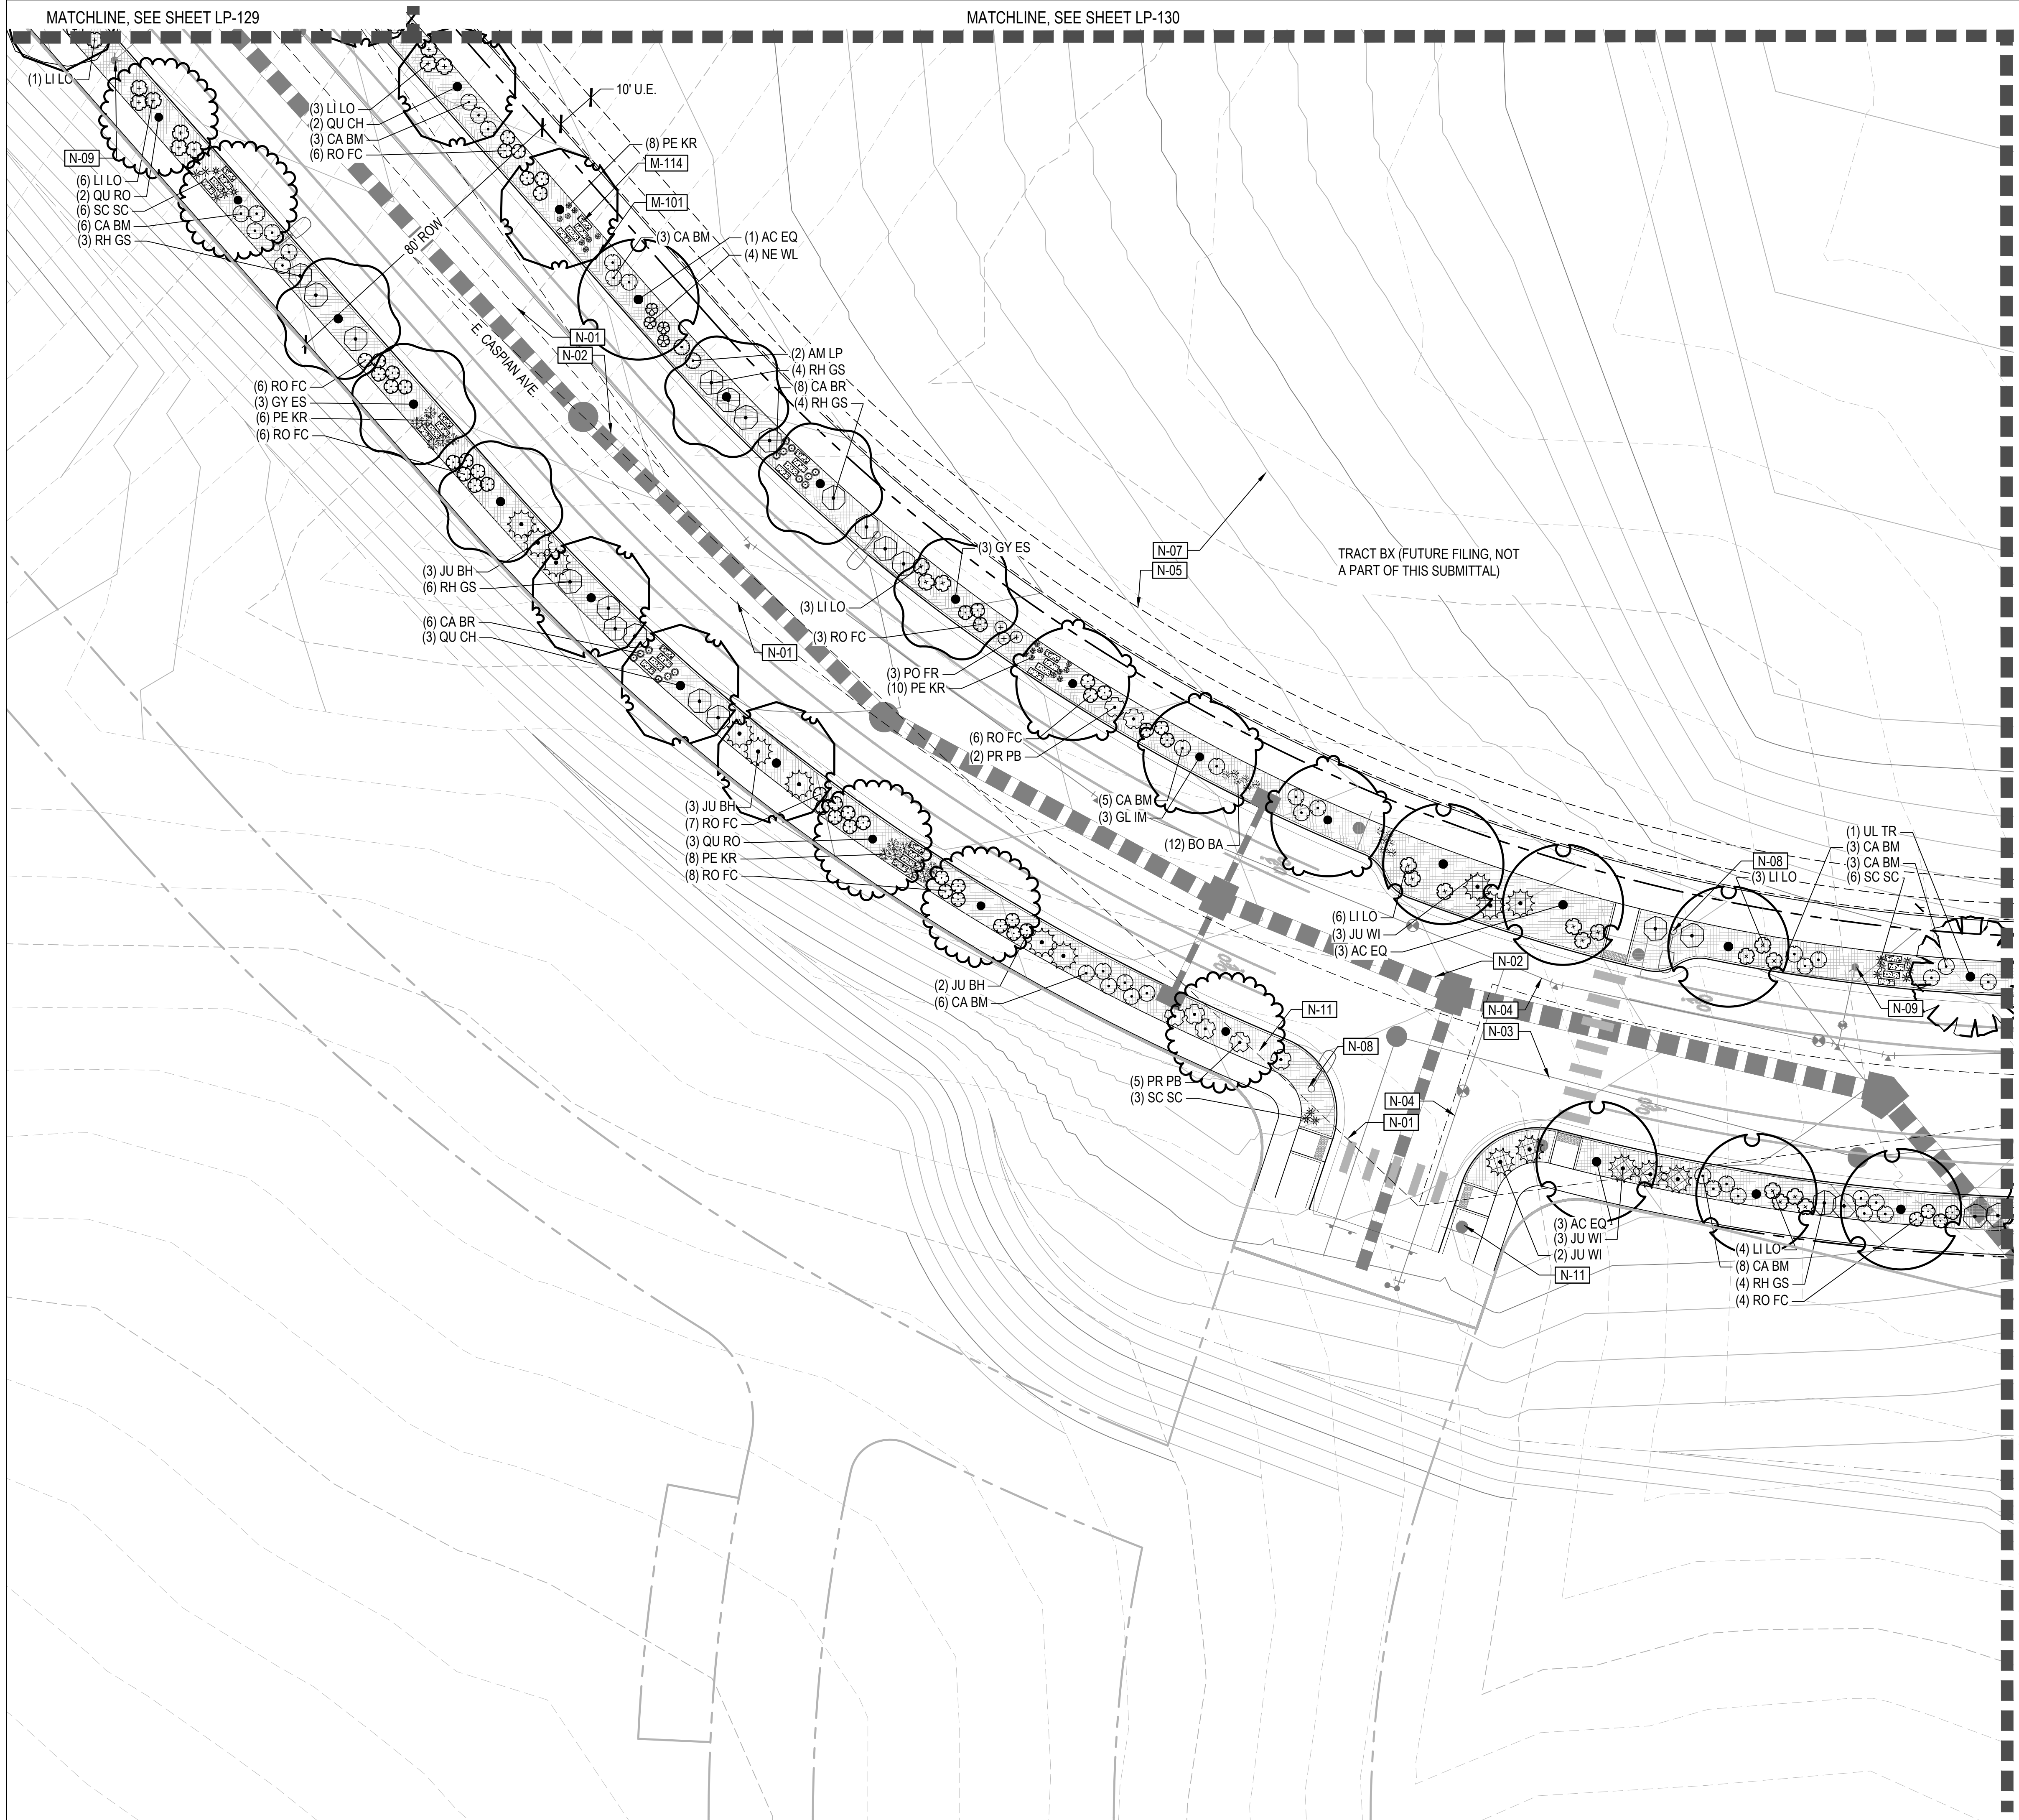 MATCHLINE, SEE SHEET LP-129
MATCHLINE, SEE SHEET LP-130
(1) LI LO
10' U.E.
(3) LI LO
(2) QU CH
(3) CA BM
(6) RO FC
(8) PE KR
M-114
M-101
N-09
(6) LI LO
(2) QU RO
(6) SC SC
(6) CA BM
(3) RH GS
80' ROW
(3) CA BM
(1) AC EQ
(4) NE WL
E CASPIAN AVE
N-01
N-02
(2) AM LP
(4) RH GS
(8) CA BR
(4) RH GS
(6) RO FC
(3) GY ES
(6) PE KR
(6) RO FC
(3) GY ES
N-07
N-05
TRACT BX (FUTURE FILING, NOT
A PART OF THIS SUBMITTAL)
(3) JU BH
(6) RH GS
(3) LI LO
(6) CA BR
(3) QU CH
(3) RO FC
N-01
(3) PO FR
(10) PE KR
(6) RO FC
(2) PR PB
(3) JU BH
(7) RO FC
(3) QU RO
(8) PE KR
(8) RO FC
(5) CA BM
(3) GL IM
(12) BO BA
(1) UL TR
(3) CA BM
(3) CA BM
(6) SC SC
N-08
(3) LI LO
(6) LI LO
(3) JU WI
(3) AC EQ
N-02
(2) JU BH
(6) CA BM
N-11
N-04
N-09
N-03
N-08
(5) PR PB
(3) SC SC
N-04
N-01
(3) AC EQ
(3) JU WI
(2) JU WI
N-11
(4) LI LO
(8) CA BM
(4) RH GS
(4) RO FC